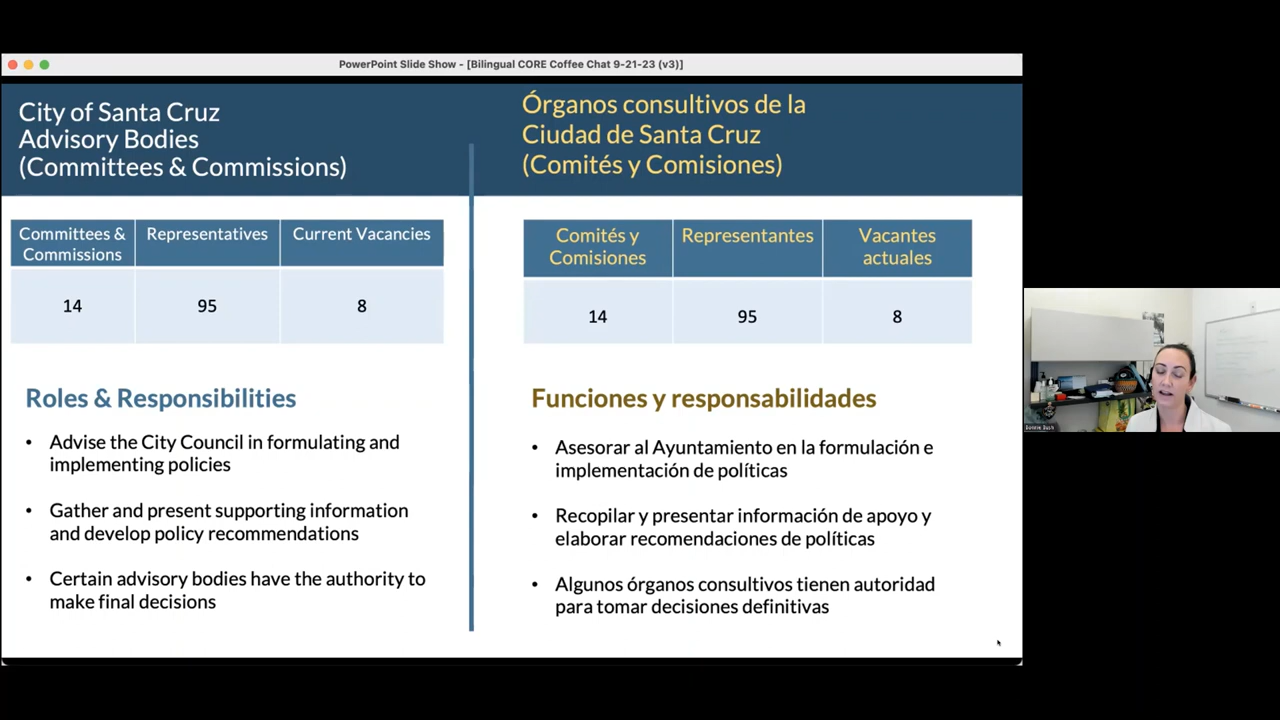 PowerPoint Slide Show - [Bilingual CORE Coffee Chat 9-21-23 (v3)]
City of Santa Cruz
Advisory Bodies
(Committees & Commissions)
Committees &
Commissions
Representatives
Current Vacancies
14
95
8
Roles & Responsibilities
• Advise the City Council in formulating and
implementing policies
• Gather and present supporting information
and develop policy recommendations
• Certain advisory bodies have the authority to
make final decisions
Órganos consultivos de la
Ciudad de Santa Cruz
(Comités y Comisiones)
Comités y
Comisiones
Representantes
Vacantes
actuales
14
95
8
Funciones y responsabilidades
• Asesorar al Ayuntamiento en la formulación e
implementación de políticas
• Recopilar y presentar información de apoyo y
elaborar recomendaciones de políticas
• Algunos órganos consultivos tienen autoridad
para tomar decisiones definitivas
Bonnie Bush